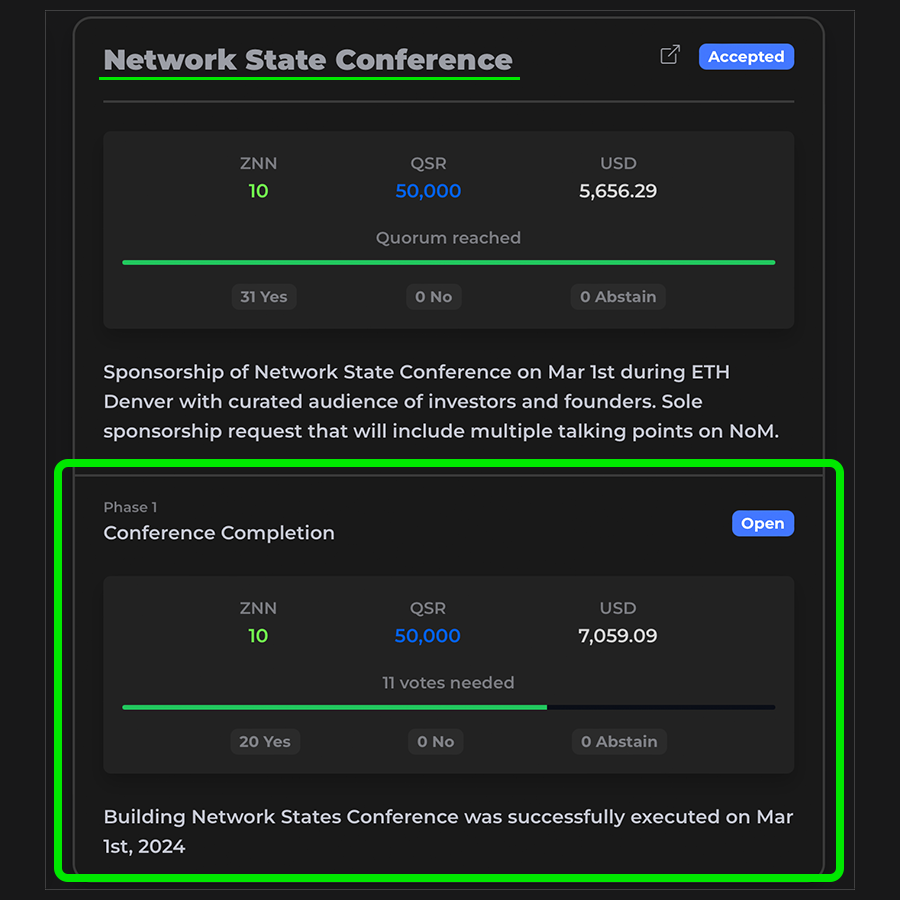 Network State Conference
Accepted
ZNN QSR USD
10 50,000 5,656.29
Quorum reached
31 Yes 0 No 0 Abstain
Sponsorship of Network State Conference on Mar 1st during ETH
Denver with curated audience of investors and founders. Sole
sponsorship request that will include multiple talking points on NoM.
Phase 1
Conference Completion
Open
ZNN QSR USD
10 50,000 7,059.09
11 votes needed
20 Yes 0 No 0 Abstain
Building Network States Conference was successfully executed on Mar
1st, 2024